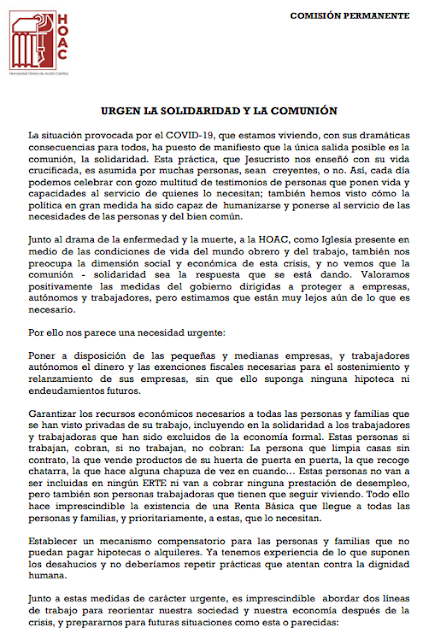 COMISIÓN PERMANENTE
HOAC
Hermandad Obrera de Acción Católica
URGEN LA SOLIDARIDAD Y LA COMUNIÓN
La situación provocada por el COVID-19, que estamos viviendo, con sus dramáticas
consecuencias para todos, ha puesto de manifiesto que la única salida posible es la
comunión, la solidaridad. Esta práctica, que Jesucristo nos enseñó con su vida
crucificada, es asumida por muchas personas, sean creyentes, o no. Así, cada día
podemos celebrar con gozo multitud de testimonios de personas que ponen vida y
capacidades al servicio de quienes lo necesitan; también hemos visto cómo la
política en gran medida ha sido capaz de humanizarse y ponerse al servicio de las
necesidades de las personas y del bien común.
Junto al drama de la enfermedad y la muerte, a la HOAC, como Iglesia presente en
medio de las condiciones de vida del mundo obrero y del trabajo, también nos
preocupa la dimensión social y económica de esta crisis, y no vemos que la
comunión - solidaridad sea la respuesta que se está dando. Valoramos
positivamente las medidas del gobierno dirigidas a proteger a empresas,
autónomos y trabajadores, pero estimamos que están muy lejos aún de lo que es
necesario.
Por ello nos parece una necesidad urgente:
Poner a disposición de las pequeñas y medianas empresas, y trabajadores
autónomos el dinero y las exenciones fiscales necesarias para el sostenimiento y
relanzamiento de sus empresas, sin que ello suponga ninguna hipoteca ni
endeudamientos futuros.
Garantizar los recursos económicos necesarios a todas las personas y familias que
se han visto privadas de su trabajo, incluyendo en la solidaridad a los trabajadores
y trabajadoras que han sido excluidos de la economía formal. Estas personas si
trabajan, cobran, si no trabajan, no cobran: La persona que limpia casas sin
contrato, la que vende productos de su huerta de puerta en puerta, la que recoge
chatarra, la que hace alguna chapuza de vez en cuando... Estas personas no van a
ser incluidas en ningún ERTE ni van a cobrar ninguna prestación de desempleo,
pero también son personas trabajadoras que tienen que seguir viviendo. Todo ello
hace imprescindible la existencia de una Renta Básica que llegue a todas las
personas y familias, y prioritariamente, a estas, que lo necesitan.
Establecer un mecanismo compensatorio para las personas y familias que no
puedan pagar hipotecas o alquileres. Ya tenemos experiencia de lo que suponen
los desahucios y no deberíamos repetir prácticas que atentan contra la dignidad
humana.
Junto a estas medidas de carácter urgente, es imprescindible abordar dos líneas
de trabajo para reorientar nuestra sociedad y nuestra economía después de la
crisis, y prepararnos para futuras situaciones como esta o parecidas: